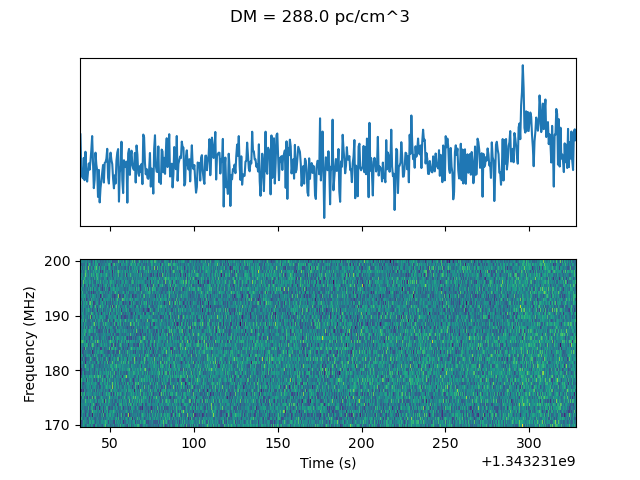 DM = 288.0 pc/cm^3
200
190
180
170
Frequency (MHz)
50 100 150 200 250 300
Time (s)
+1.343231e9